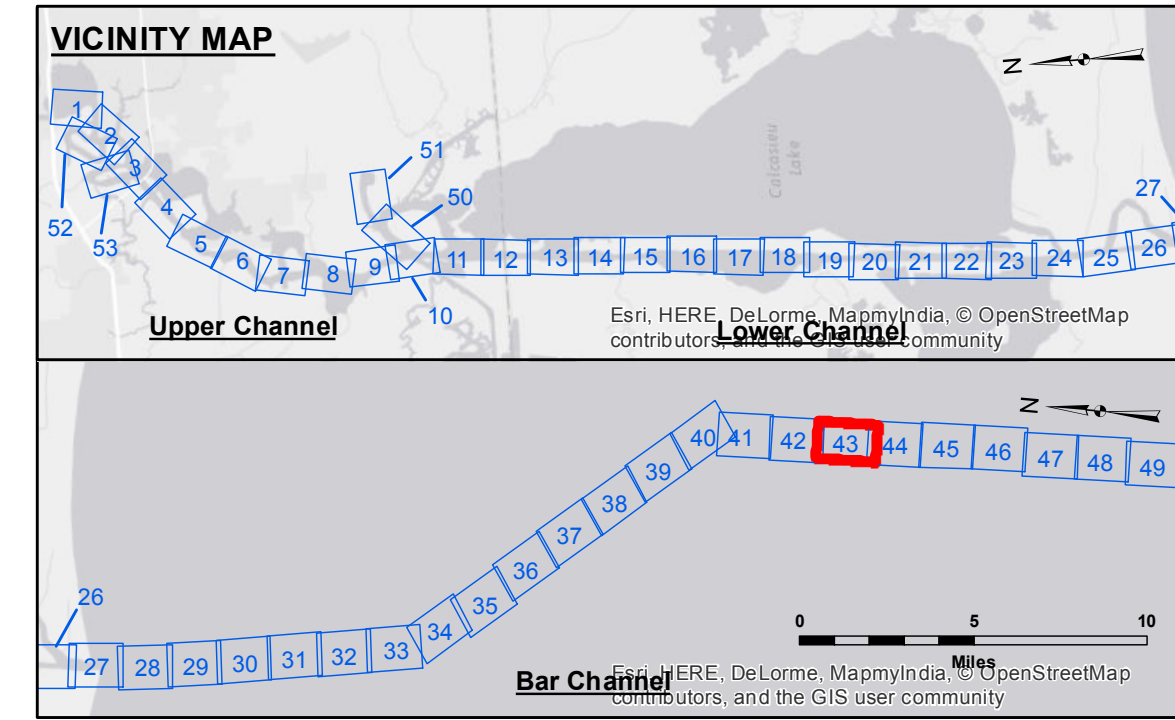 VICINITY MAP
N
1
2
3
4
5
6
7
8
9
10
11 12 13 14 15 16 17 18 19 20 21 22 23 24 25 26
27
50
51
52
53
Calcasieu
Lake
Upper Channel
Lower Channel
Esri, HERE, DeLorme, MapmyIndia, © OpenStreetMap
contributors, and the GIS user community
N
26
27 28 29 30 31 32 33 34 35 36 37 38 39 40 41 42 43 44 45 46 47 48 49
0 5 10
Miles
Bar Channel
Esri, HERE, DeLorme, MapmyIndia, © OpenStreetMap
contributors, and the GIS user community